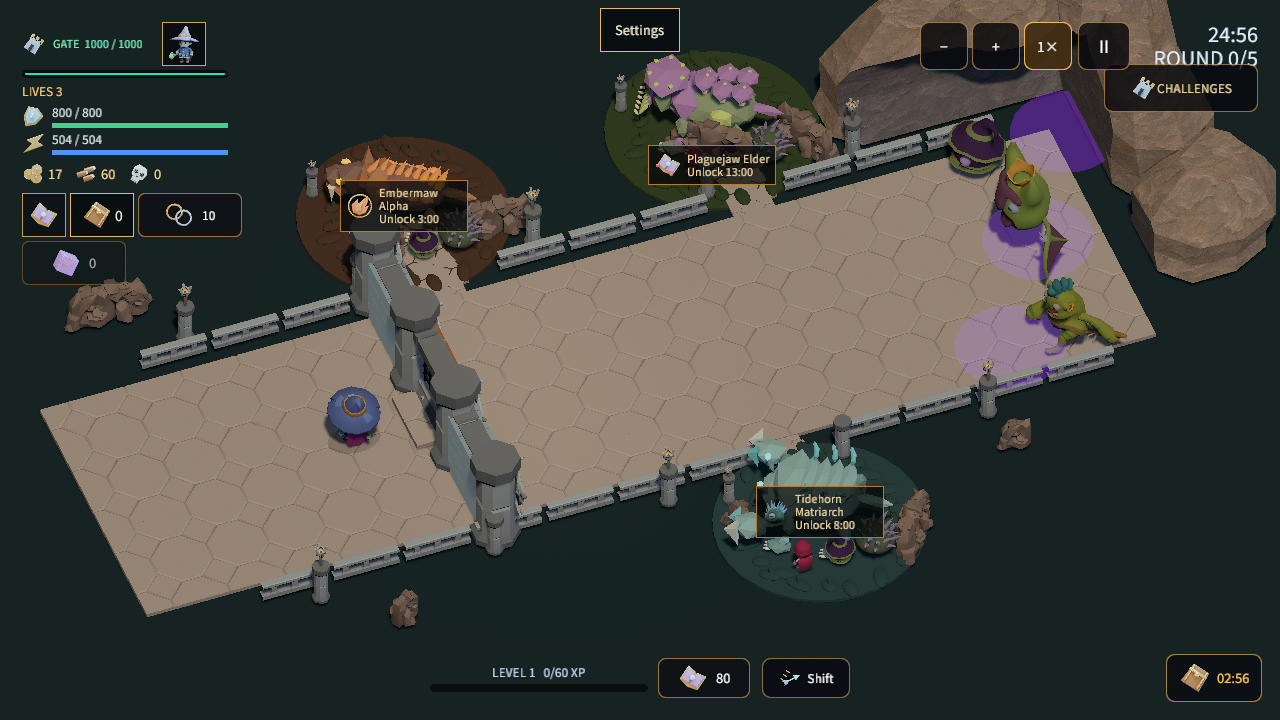 GATE 1000 / 1000
LIVES 3
800 / 800
504 / 504
17
60
0
0
10
0
Settings
−
+
1×
24:56
ROUND 0/5
CHALLENGES
Embermaw
Alpha
Unlock 3:00
Plaguejaw Elder
Unlock 13:00
Tidehorn
Matriarch
Unlock 8:00
LEVEL 1 0/60 XP
80
Shift
02:56